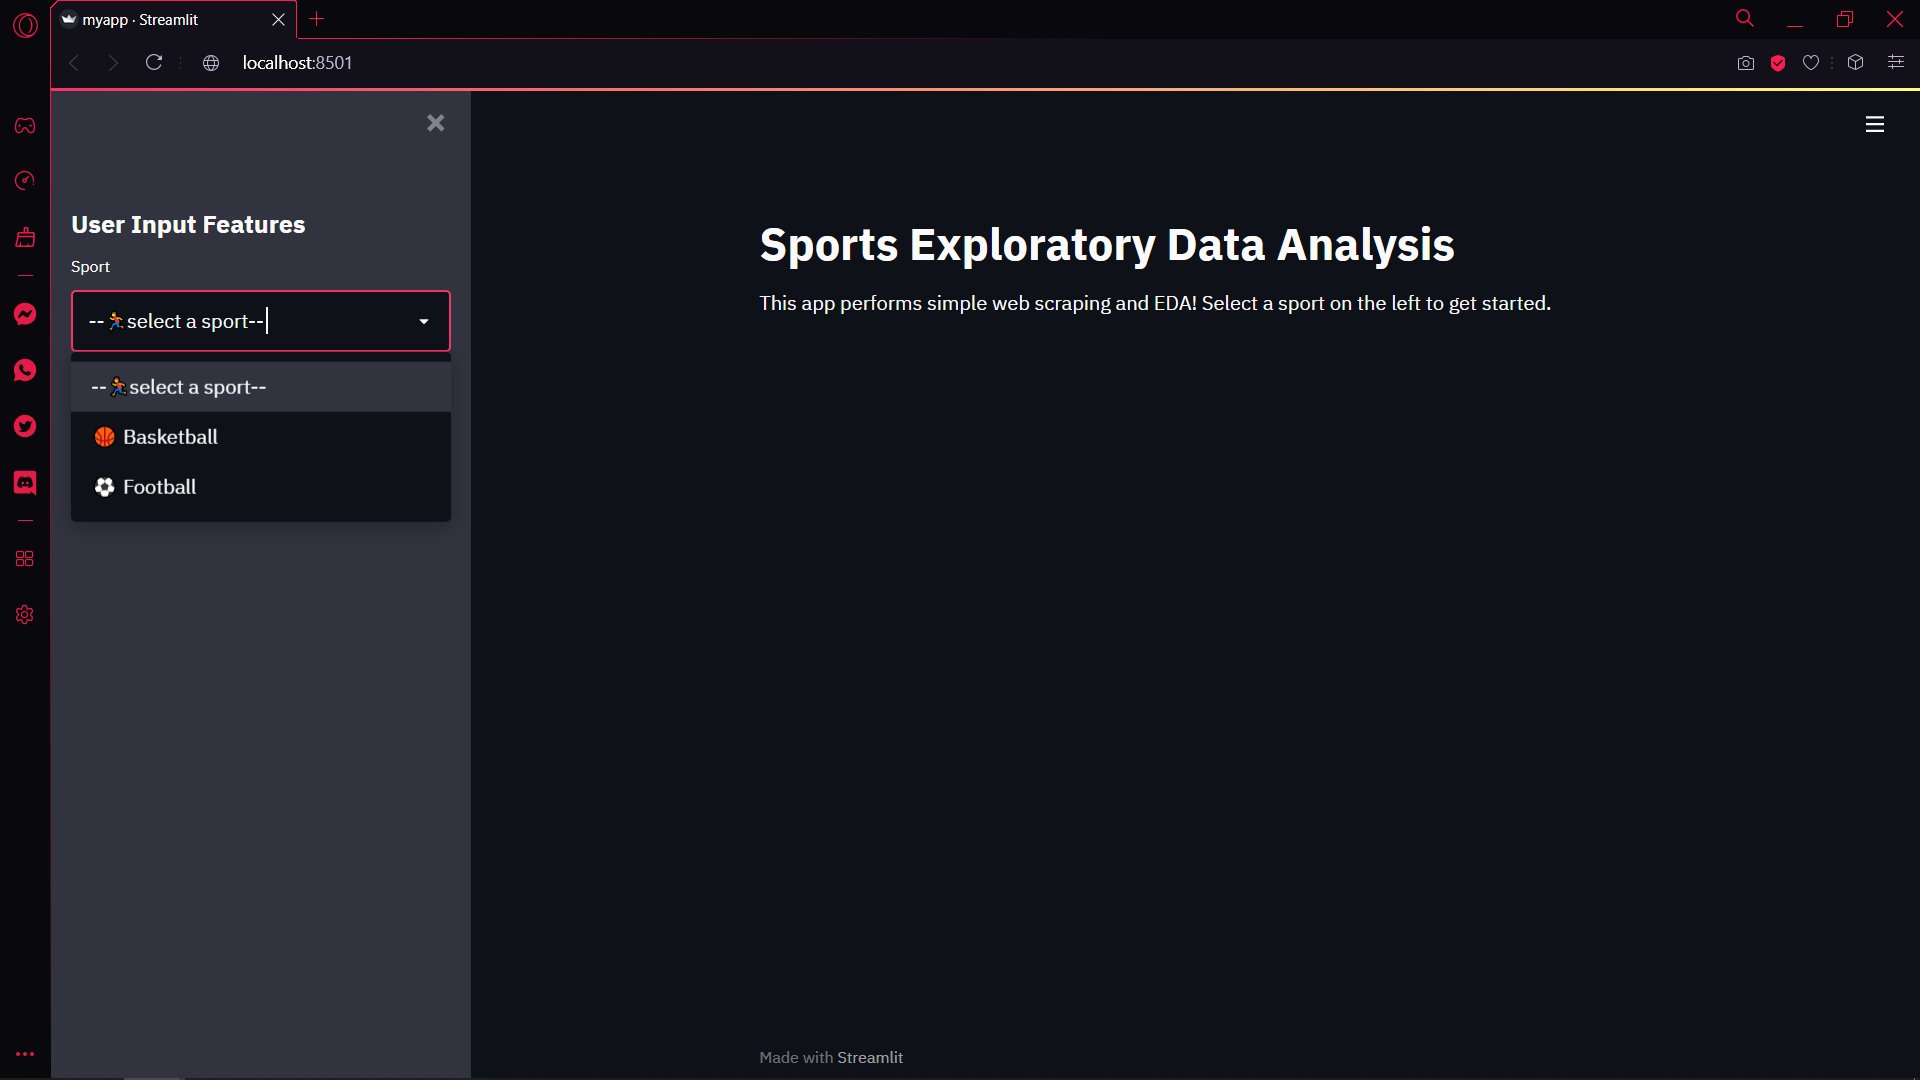 myapp · Streamlit
localhost:8501
User Input Features
Sport
--🏃select a sport--
--🏃select a sport--
🏀 Basketball
⚽ Football
Sports Exploratory Data Analysis
This app performs simple web scraping and EDA! Select a sport on the left to get started.
Made with Streamlit